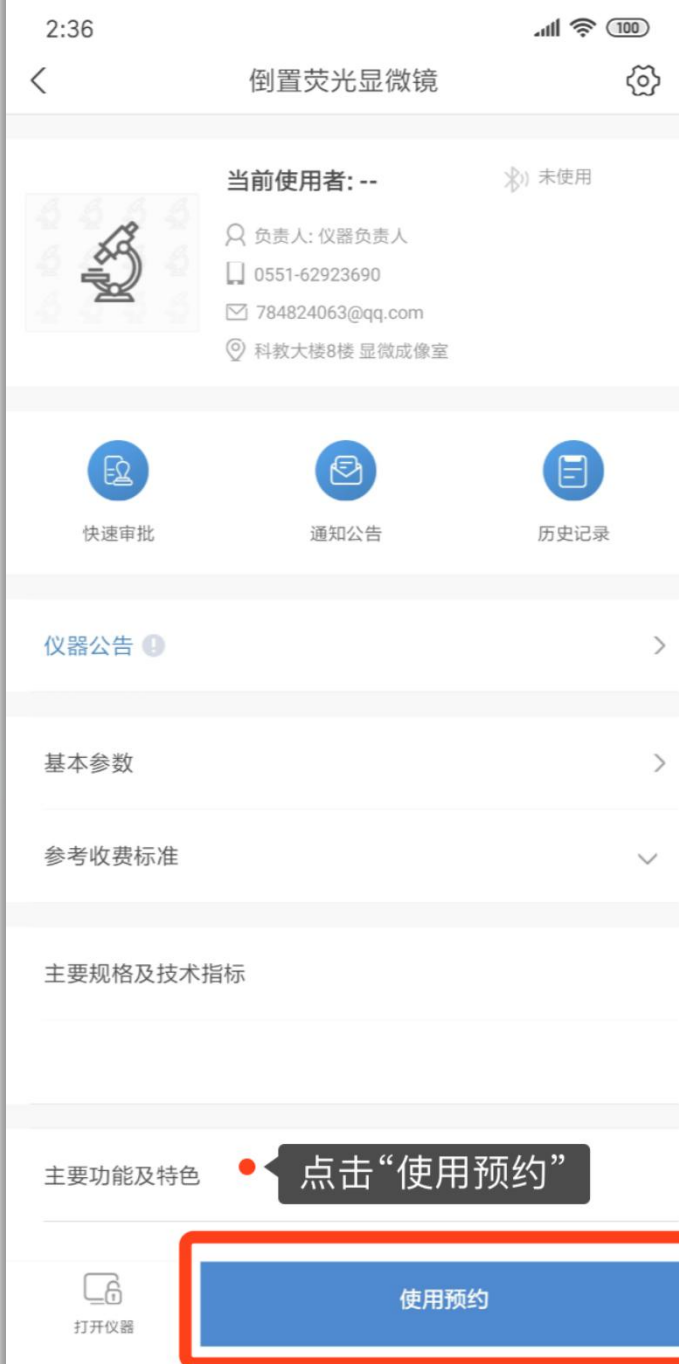 2:36
100
倒置荧光显微镜
当前使用者: --
未使用
负责人: 仪器负责人
0551-62923690
784824063@qq.com
科教大楼8楼 显微成像室
快速审批
通知公告
历史记录
仪器公告
基本参数
参考收费标准
主要规格及技术指标
主要功能及特色
点击“使用预约”
打开仪器
使用预约